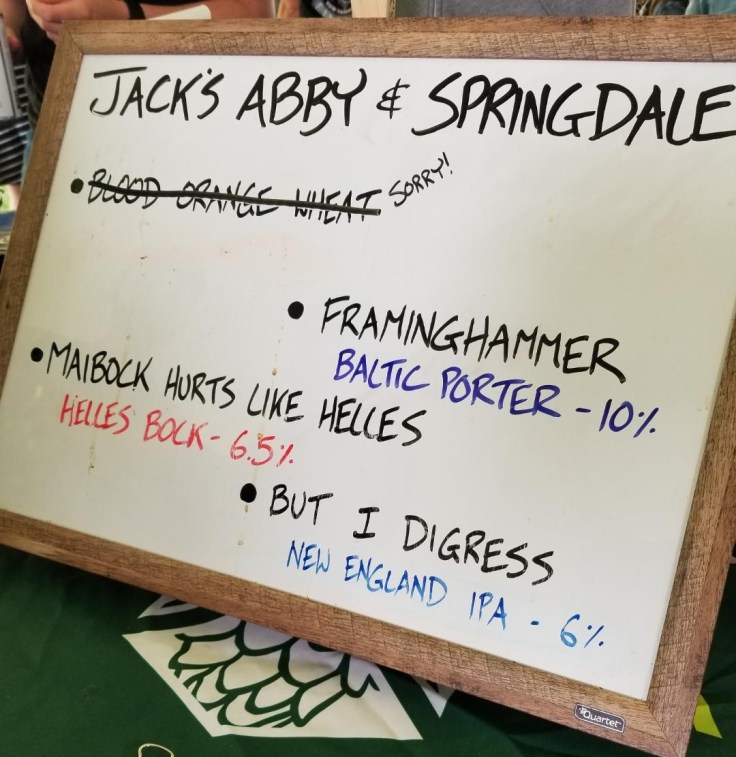 JACK'S ABBY & SPRINGDALE
• BLOOD ORANGE WHEAT SORRY!
• FRAMINGHAMMER
BALTIC PORTER - 10%
• MAIBOCK HURTS LIKE HELLES
HELLES BOCK - 6.5%
• BUT I DIGRESS
NEW ENGLAND IPA - 6%
Quartet